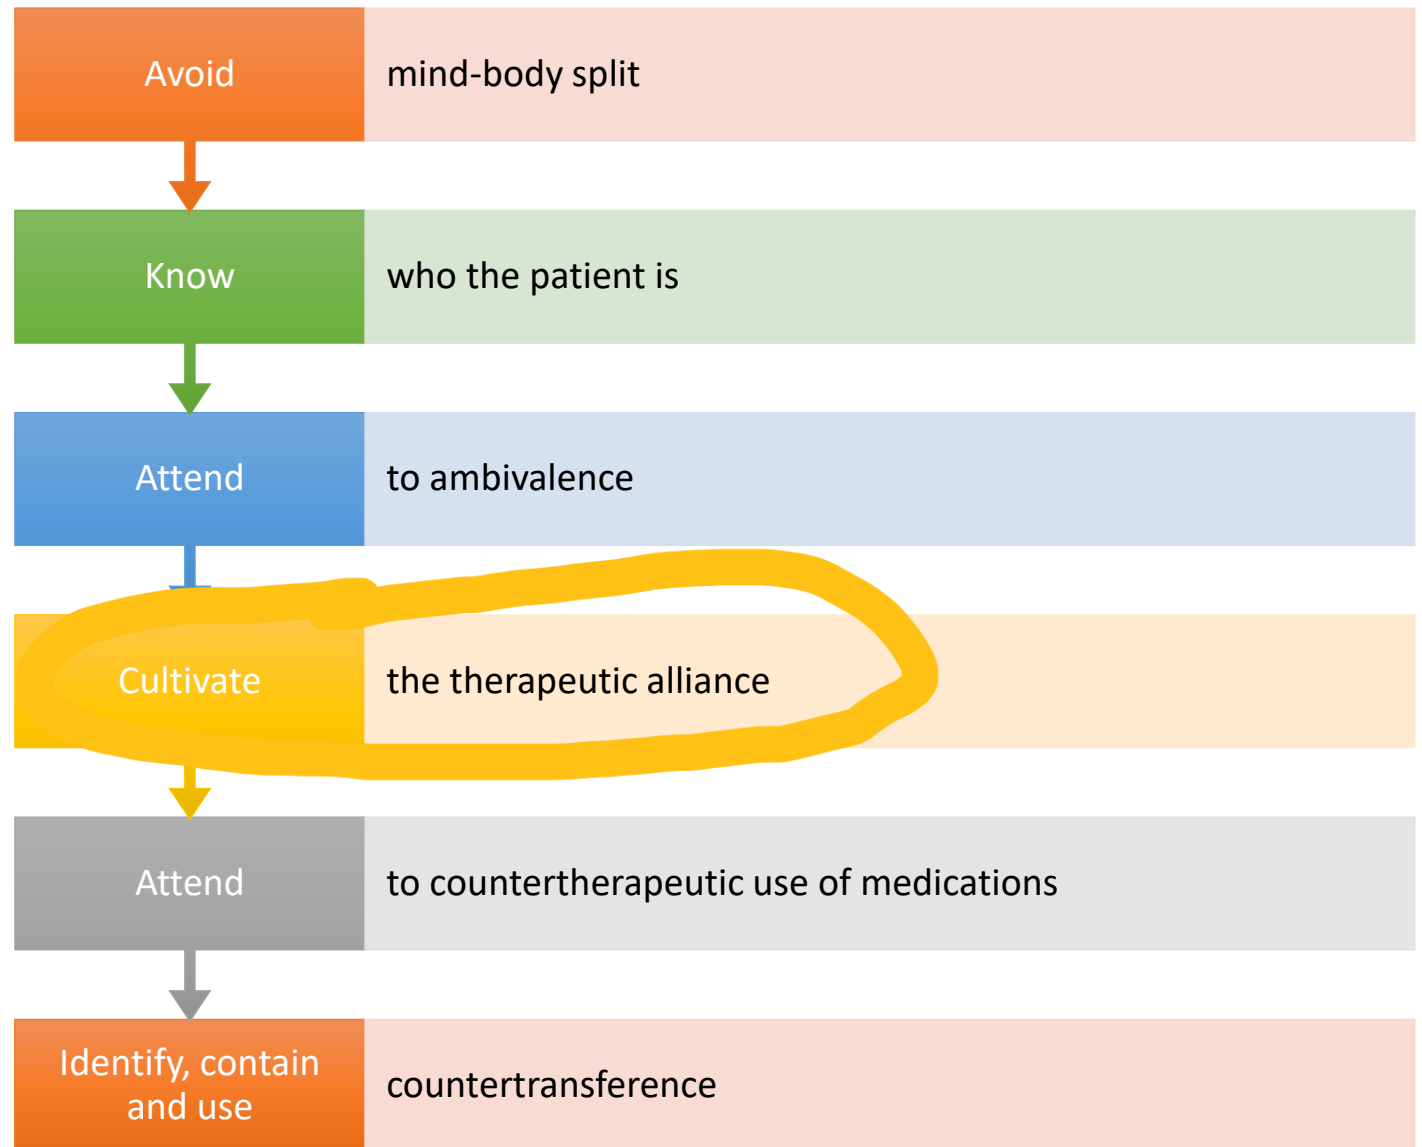 Avoid
mind-body split
Know
who the patient is
Attend
to ambivalence
Cultivate
the therapeutic alliance
Attend
to countertherapeutic use of medications
Identify, contain
and use
countertransference